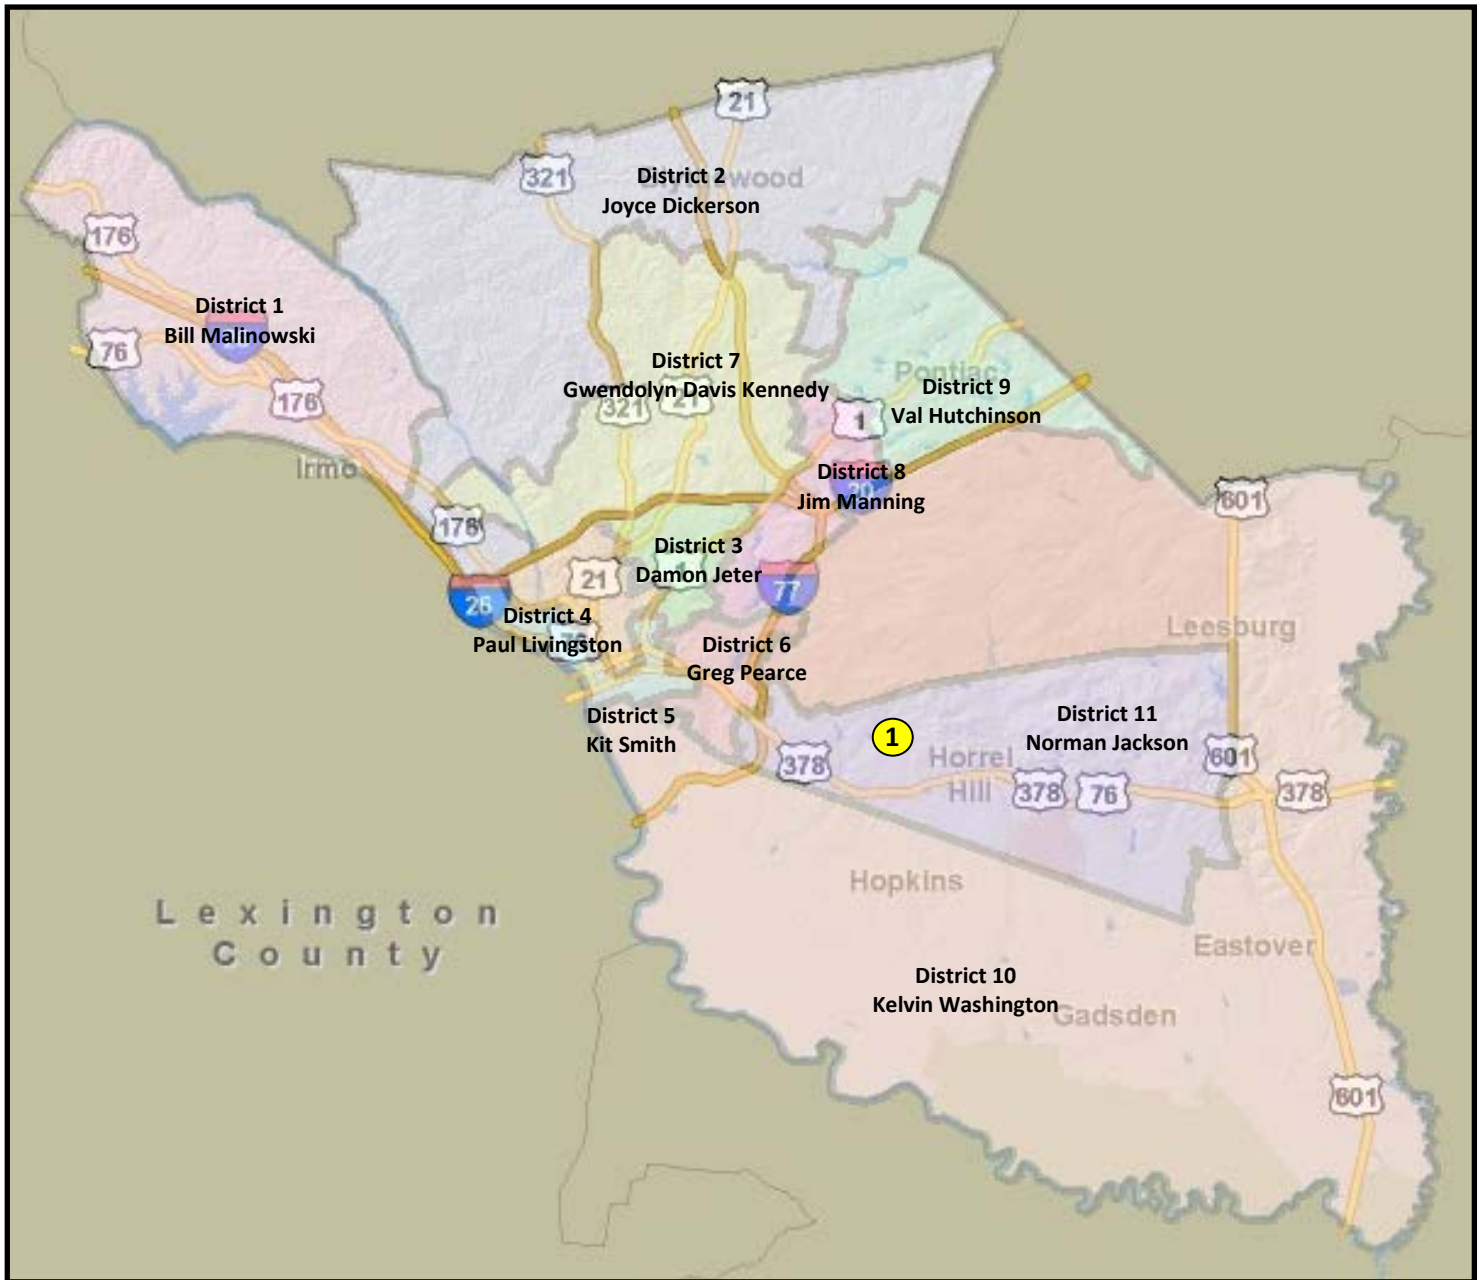 21
321
District 2
Joyce Dickerson
176
District 1
Bill Malinowski
76
176
District 7
Gwendolyn Davis Kennedy
321
21
Pontiac
District 9
Val Hutchinson
1
Irmo
District 8
Jim Manning
20
601
176
District 3
Damon Jeter
21
77
26
District 4
Paul Livingston
76
Leesburg
District 6
Greg Pearce
District 5
Kit Smith
1
District 11
Norman Jackson
378
Horrel
Hill
378
76
601
378
Hopkins
Lexington
County
Eastover
District 10
Kelvin Washington
Gadsden
601